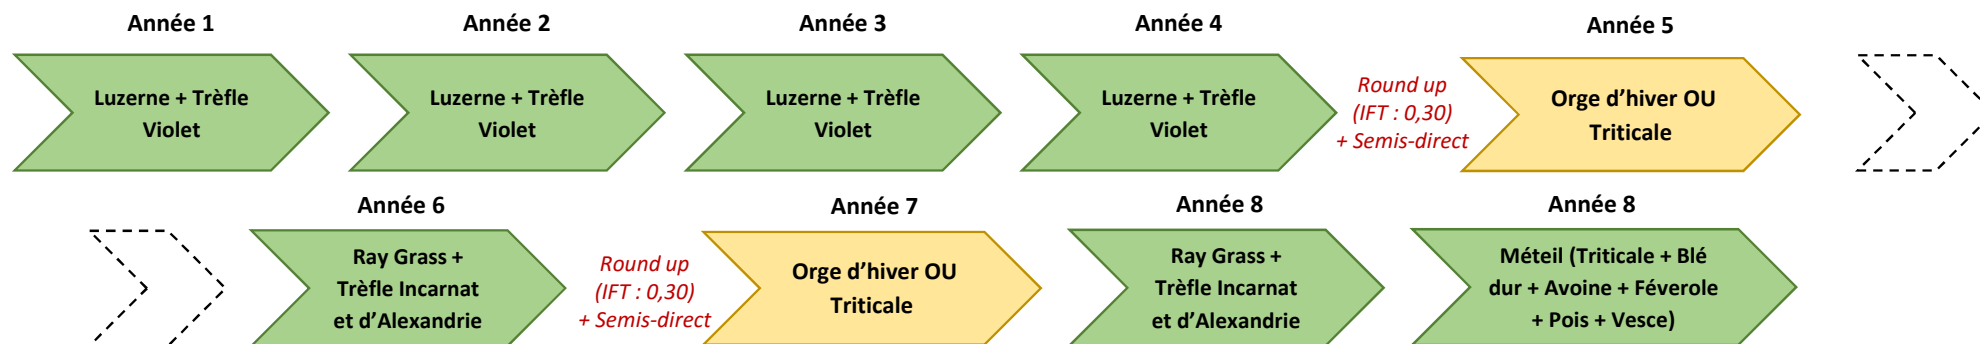 Année 1
Année 2
Année 3
Année 4
Année 5
Luzerne + Trèfle
Violet
Luzerne + Trèfle
Violet
Luzerne + Trèfle
Violet
Luzerne + Trèfle
Violet
Round up
(IFT : 0,30)
+ Semis-direct
Orge d’hiver OU
Triticale
Année 6
Année 7
Année 8
Année 8
Ray Grass +
Trèfle Incarnat
et d’Alexandrie
Round up
(IFT : 0,30)
+ Semis-direct
Orge d’hiver OU
Triticale
Ray Grass +
Trèfle Incarnat
et d’Alexandrie
Méteil (Triticale + Blé
dur + Avoine + Féverole
+ Pois + Vesce)